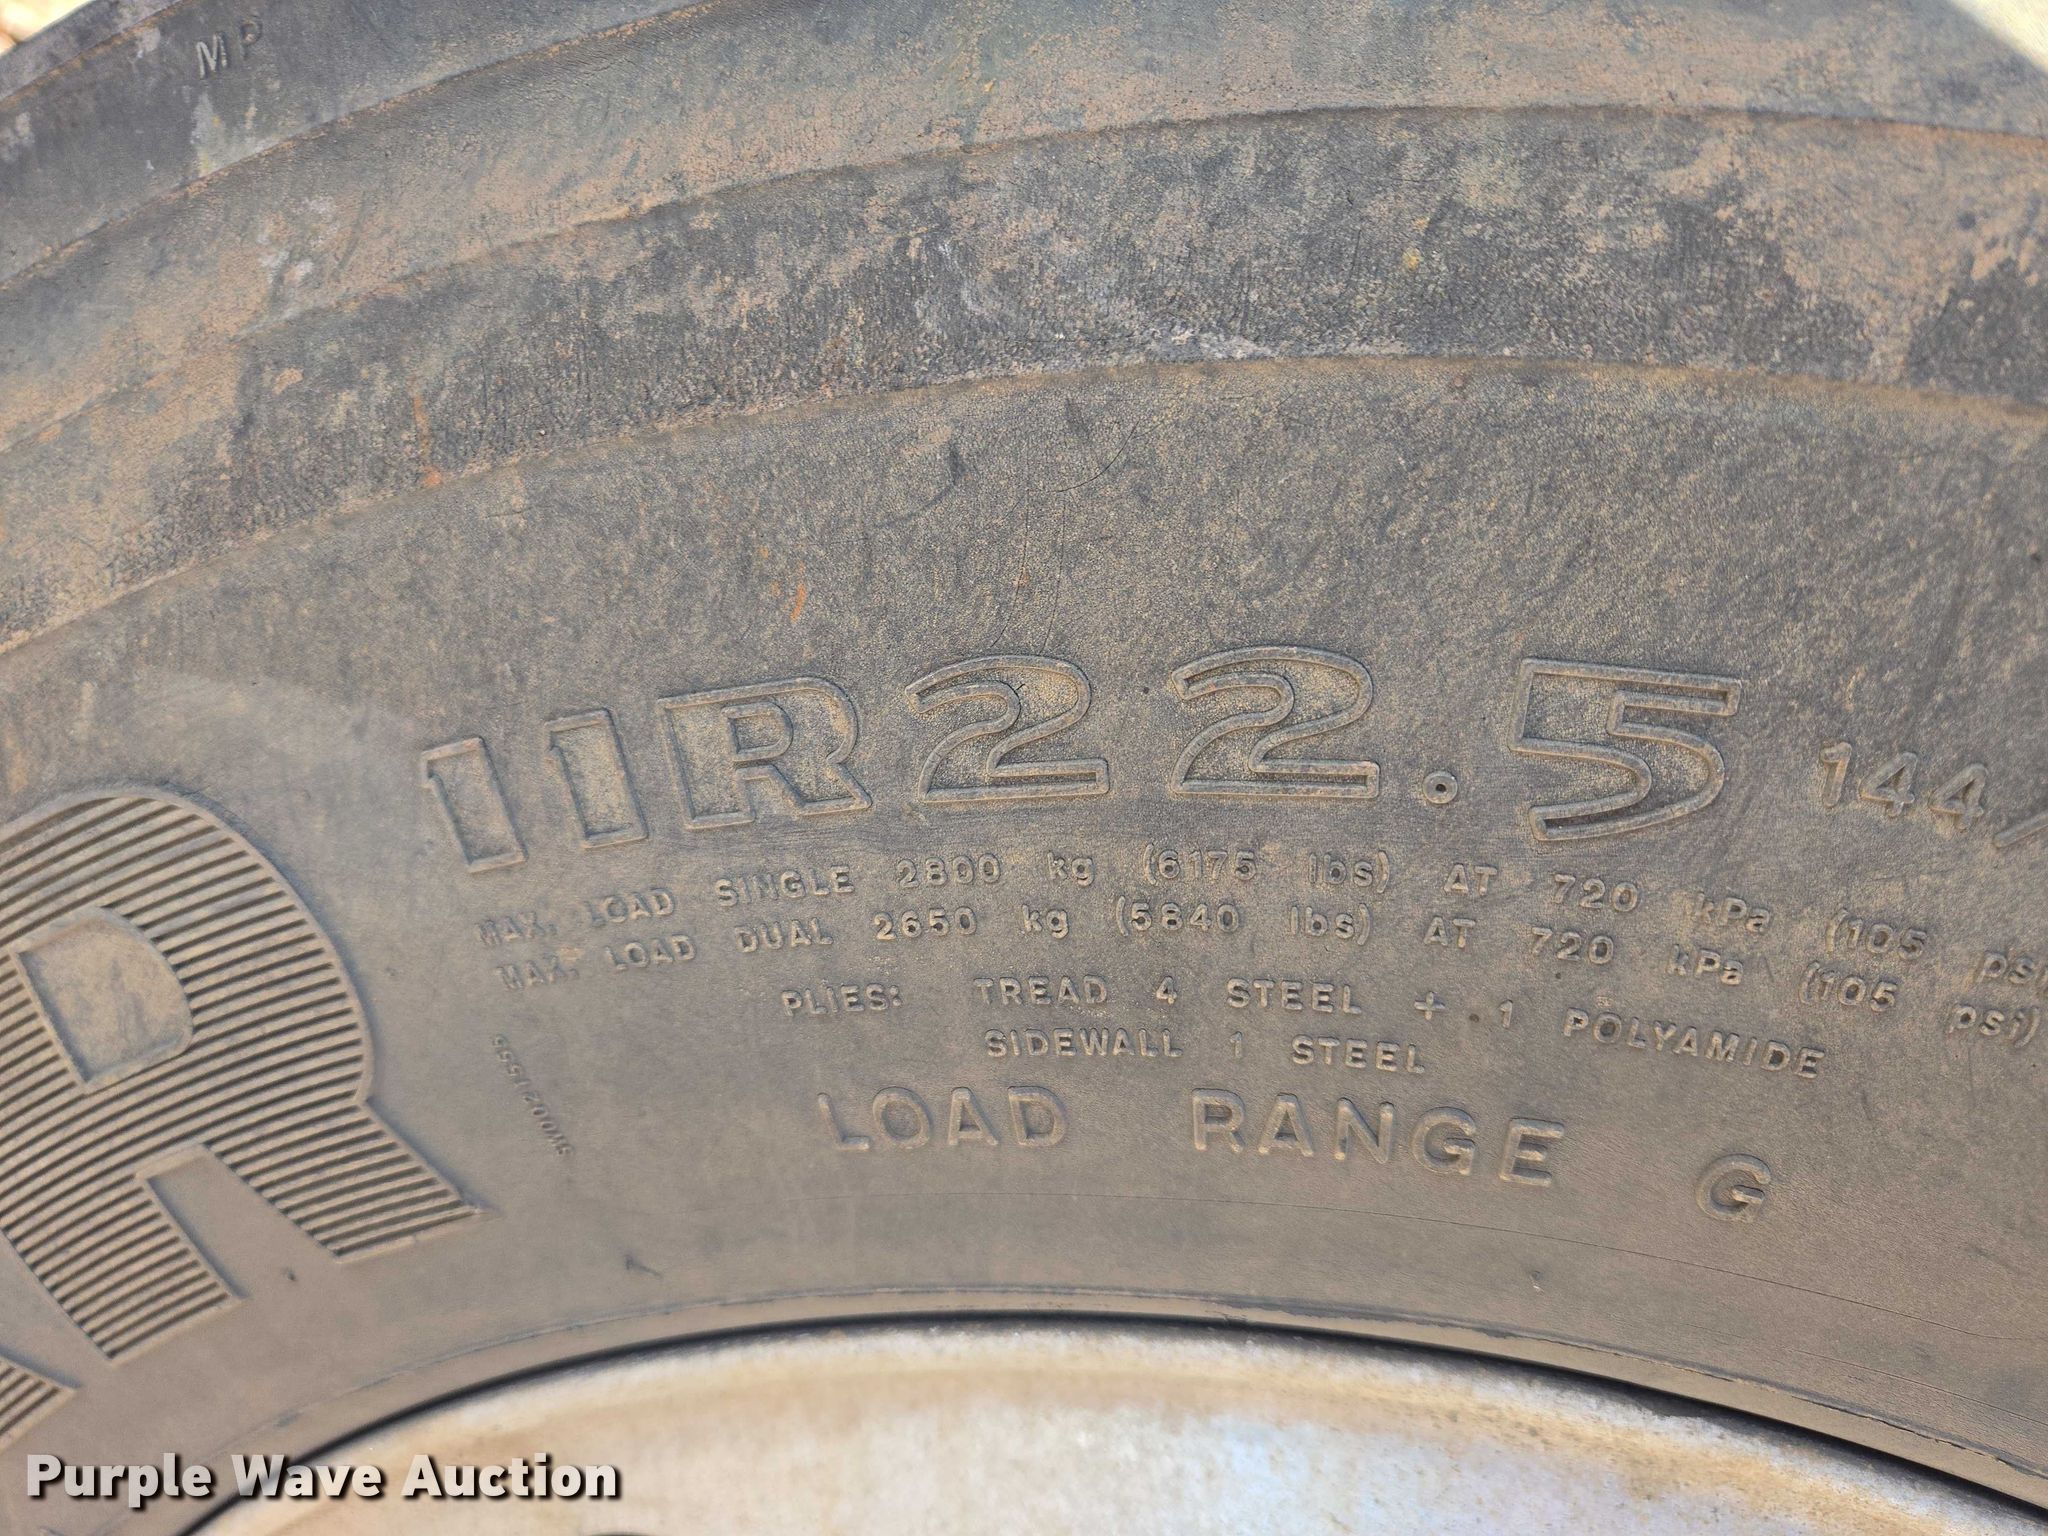 MP
11R22.5 144/
MAX. LOAD SINGLE 2800 kg (6175 lbs) AT 720 kPa (105 psi
MAX. LOAD DUAL 2650 kg (5840 lbs) AT 720 kPa (105 psi)
PLIES: TREAD 4 STEEL + 1 POLYAMIDE
SIDEWALL 1 STEEL
LOAD RANGE G
R
Purple Wave Auction